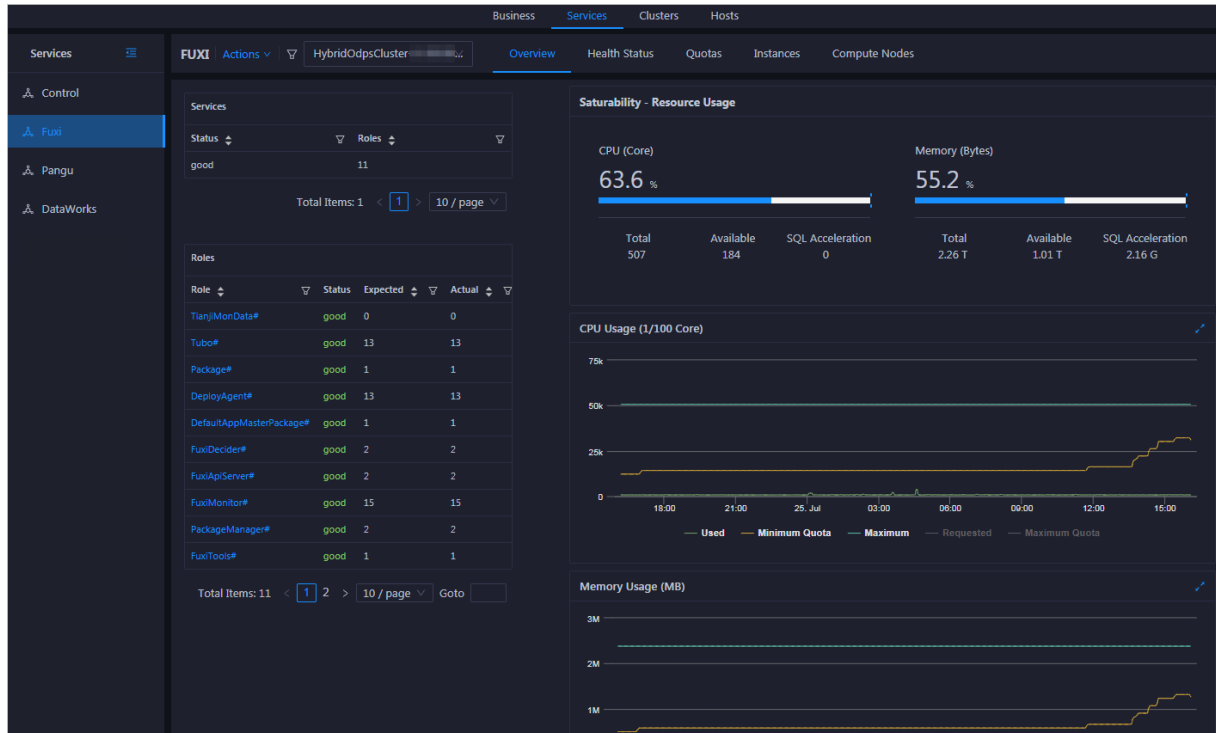 Business Services Clusters Hosts
Services
Control
Fuxi
Pangu
DataWorks
FUXI Actions HybridOdpsCluster- ...
Overview Health Status Quotas Instances Compute Nodes
Services
Status Roles
good 11
Total Items: 1 < 1 > 10 / page
Roles
Role Status Expected Actual
TianjiMonData# good 0 0
Tubo# good 13 13
Package# good 1 1
DeployAgent# good 13 13
DefaultAppMasterPackage# good 1 1
FuxiDecider# good 2 2
FuxiApiServer# good 2 2
FuxiMonitor# good 15 15
PackageManager# good 2 2
FuxiTools# good 1 1
Total Items: 11 < 1 2 > 10 / page Goto
Saturability - Resource Usage
CPU (Core) Memory (Bytes)
63.6 % 55.2 %
Total Available SQL Acceleration Total Available SQL Acceleration
507 184 0 2.26 T 1.01 T 2.16 G
CPU Usage (1/100 Core)
75k
50k
25k
0
18:00 21:00 25. Jul 03:00 06:00 09:00 12:00 15:00
Used Minimum Quota Maximum Requested Maximum Quota
Memory Usage (MB)
3M
2M
1M